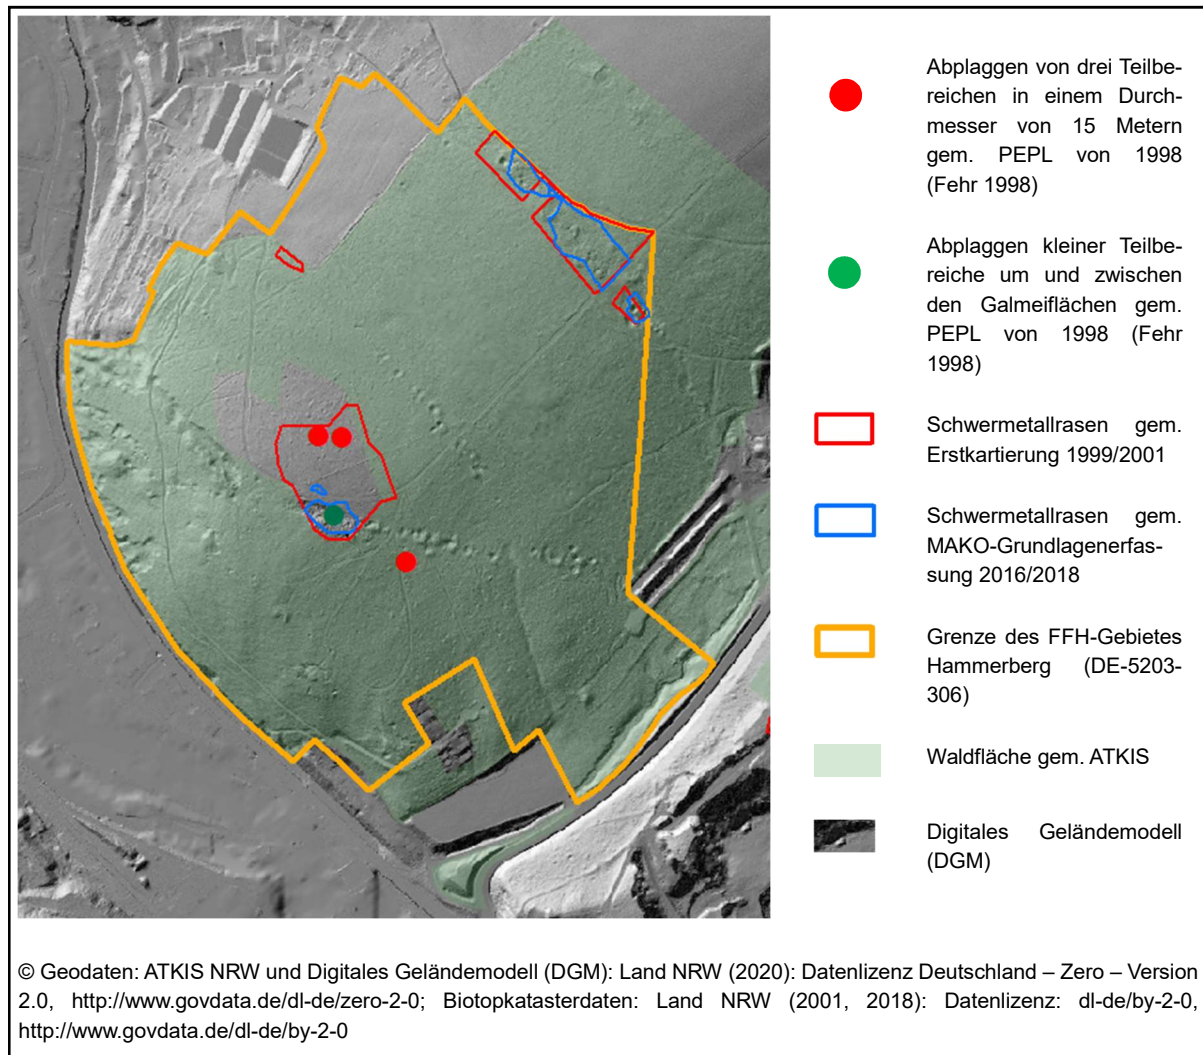 Abplaggen von drei Teilbe-
reichen in einem Durch-
messer von 15 Metern
gem. PEPL von 1998
(Fehr 1998)
Abplaggen kleiner Teilbe-
reiche um und zwischen
den Galmeiflächen gem.
PEPL von 1998 (Fehr
1998)
Schwermetallrasen gem.
Erstkartierung 1999/2001
Schwermetallrasen gem.
MAKO-Grundlagenerfas-
sung 2016/2018
Grenze des FFH-Gebietes
Hammerberg (DE-5203-
306)
Waldfläche gem. ATKIS
Digitales Geländemodell
(DGM)
© Geodaten: ATKIS NRW und Digitales Geländemodell (DGM): Land NRW (2020): Datenlizenz Deutschland – Zero – Version
2.0, http://www.govdata.de/dl-de/zero-2-0; Biotopkatasterdaten: Land NRW (2001, 2018): Datenlizenz: dl-de/by-2-0,
http://www.govdata.de/dl-de/by-2-0